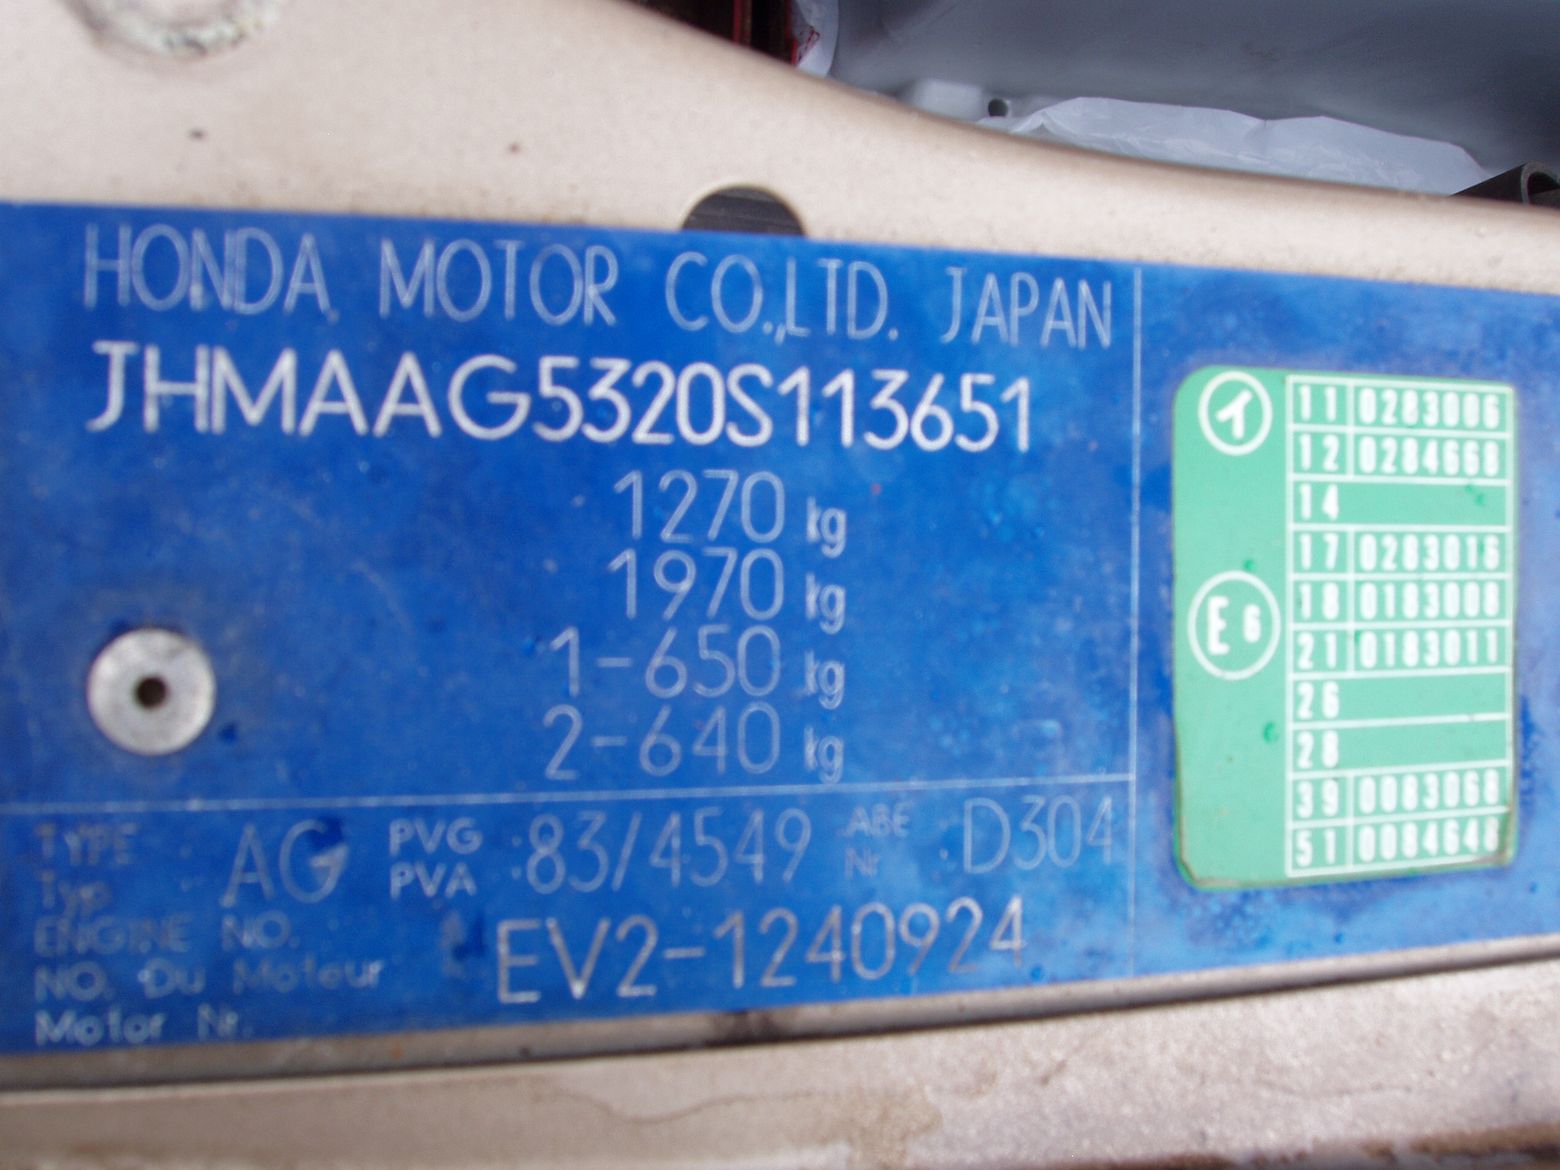 HONDA MOTOR CO.,LTD. JAPAN
JHMAAG5320S113651
1270 kg
1970 kg
1-650 kg
2-640 kg
TYPE
Typ
AG
PVG
PVA
83/4549
ABE
Nr
D304
ENGINE NO.
NO. Du Moteur
Motor Nr.
EV2-1240924
イ
E 6
11 0283006
12 0284668
14
17 0283016
18 0183008
21 0183011
26
28
39 0083068
51 0084648